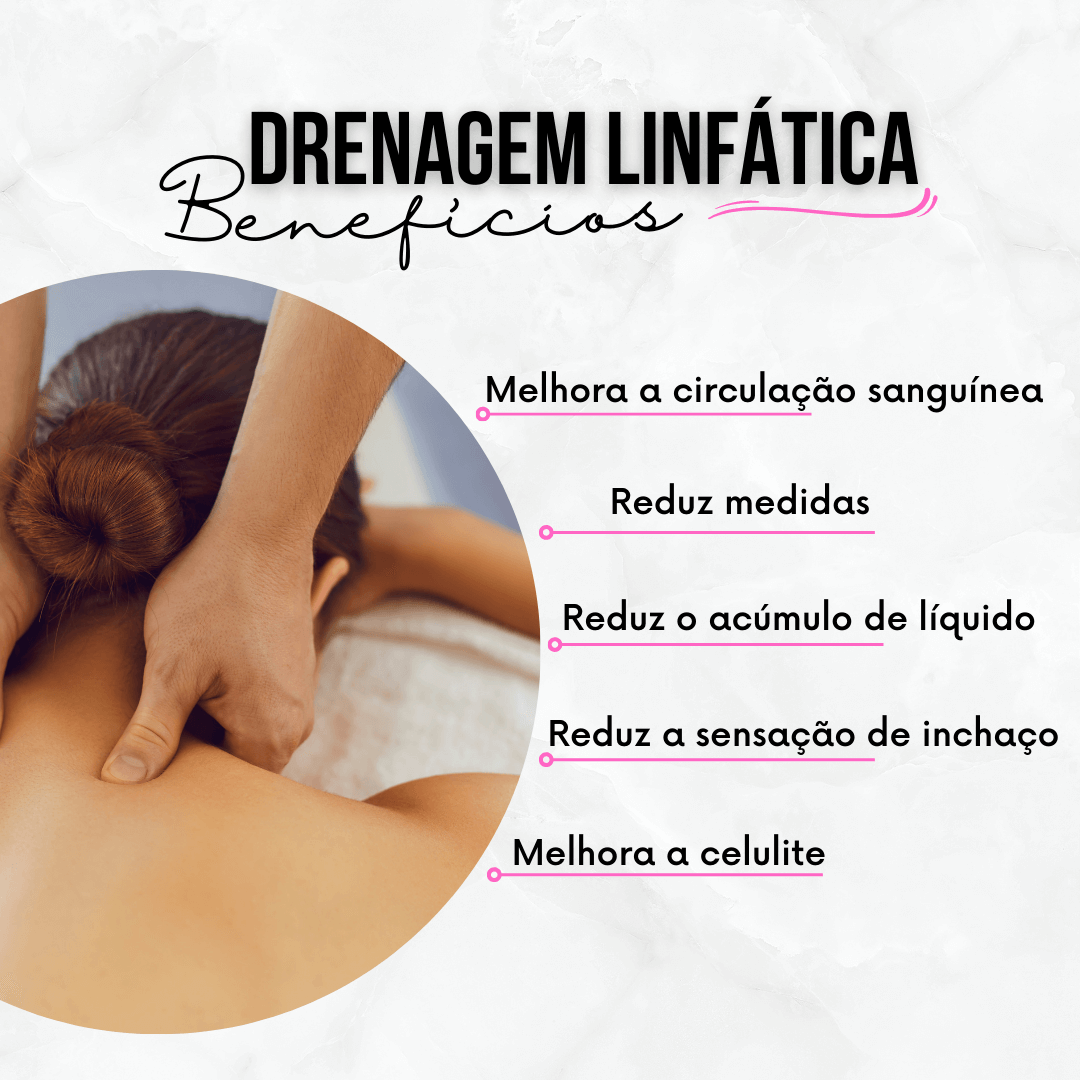 DRENAGEM LINFÁTICA
Benefícios
Melhora a circulação sanguínea
Reduz medidas
Reduz o acúmulo de líquido
Reduz a sensação de inchaço
Melhora a celulite